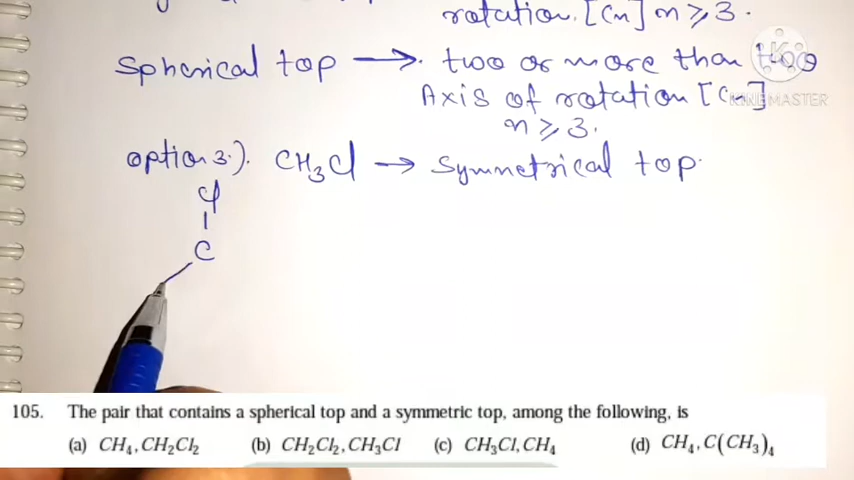 rotation. [Cn] n ⩾ 3.
Spherical top → two or more than two
Axis of rotation [Cn]
n ⩾ 3.
option 3.). CH₃Cl → Symmetrical top.
Cl
C
KINEMASTER
105. The pair that contains a spherical top and a symmetric top, among the following, is
(a) CH₄, CH₂Cl₂ (b) CH₂Cl₂, CH₃Cl (c) CH₃Cl, CH₄ (d) CH₄, C(CH₃)₄